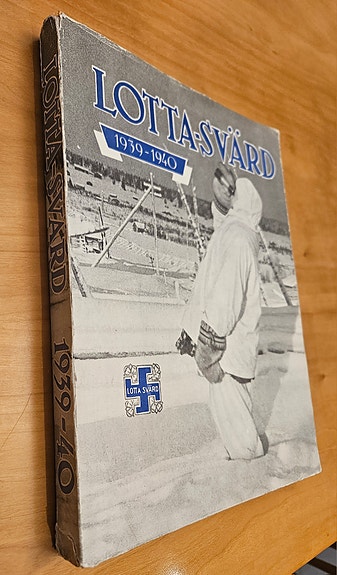 LOTTA-SVÄRD
1939-1940
LOTTA SVÄRD
LOTTA-SVÄRD 1939-40